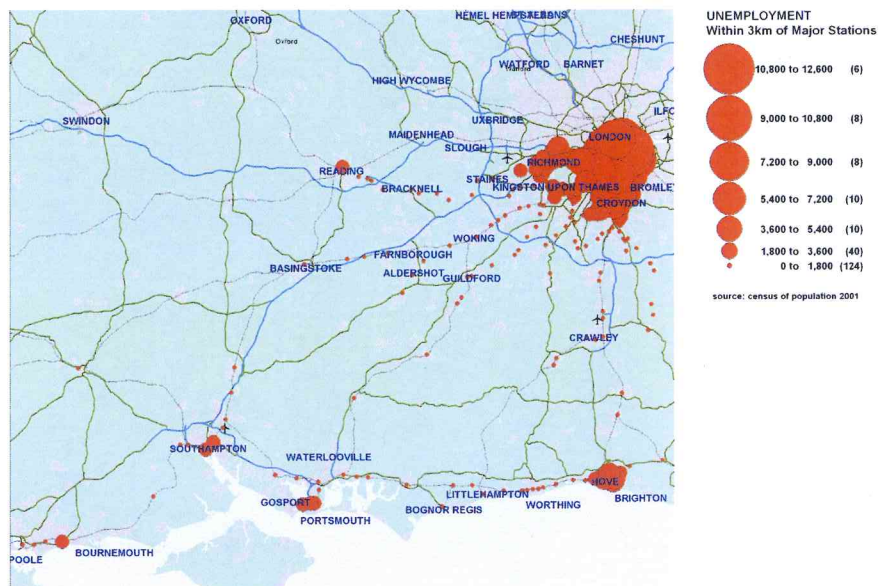 UNEMPLOYMENT
Within 3km of Major Stations
10,800 to 12,600 (6)
9,000 to 10,800 (8)
7,200 to 9,000 (8)
5,400 to 7,200 (10)
3,600 to 5,400 (10)
1,800 to 3,600 (40)
0 to 1,800 (124)
source: census of population 2001
OXFORD
Oxford
CHESHUNT
WATFORD
BARNET
HIGH WYCOMBE
ILFO
UXBRIDGE
SWINDON
MAIDENHEAD
LONDON
SLOUGH
RICHMOND
READING
STAINES
BRACKNELL
KINGSTON UPON THAMES
BROMLEY
CROYDON
WOKING
FARNBOROUGH
BASINGSTOKE
ALDERSHOT
GUILDFORD
CRAWLEY
SOUTHAMPTON
WATERLOOVILLE
HOVE
LITTLEHAMPTON
GOSPORT
WORTHING
BRIGHTON
BOGNOR REGIS
PORTSMOUTH
BOURNEMOUTH
POOLE